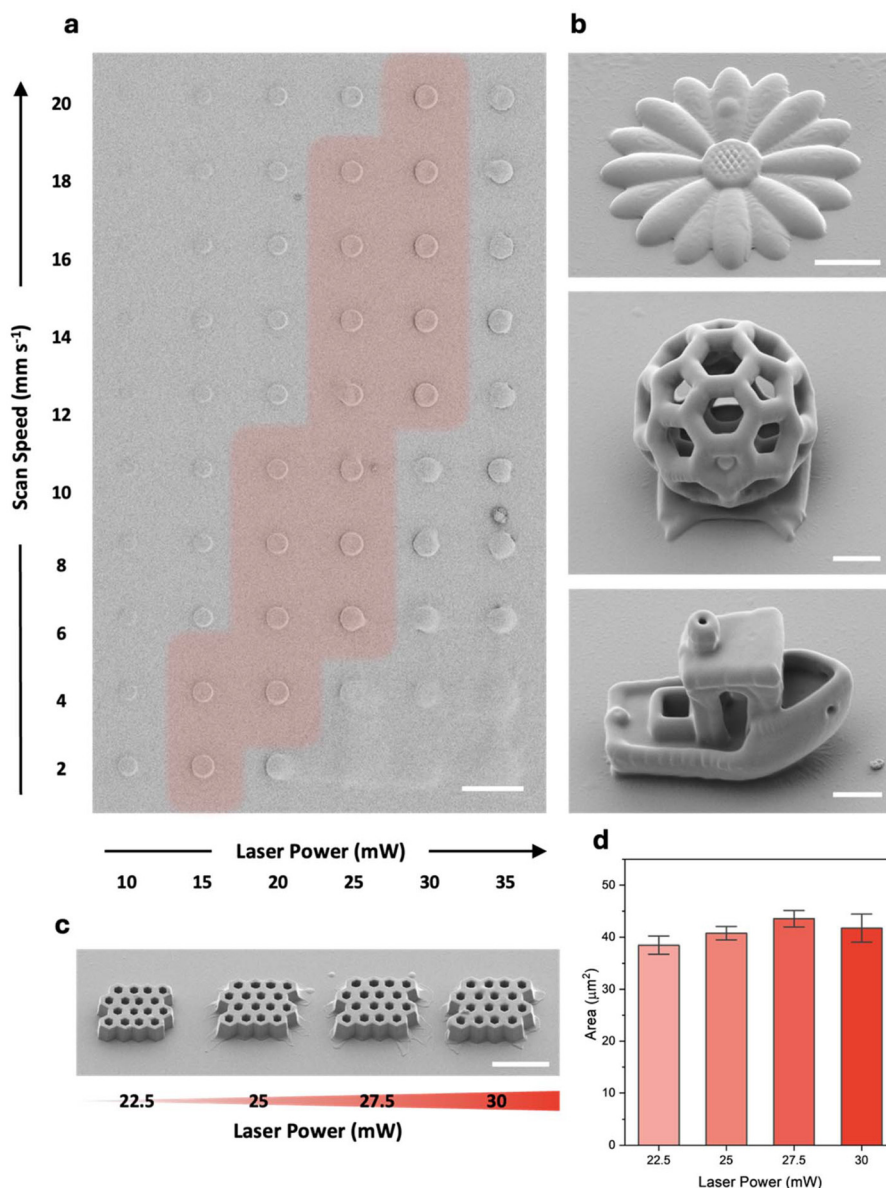 a
b
20
18
16
14
12
10
8
6
4
2
Scan Speed (mm s⁻¹)
Laser Power (mW)
10 15 20 25 30 35
c
22.5 25 27.5 30
Laser Power (mW)
d
50
40
30
20
10
0
Area (μm²)
22.5 25 27.5 30
Laser Power (mW)